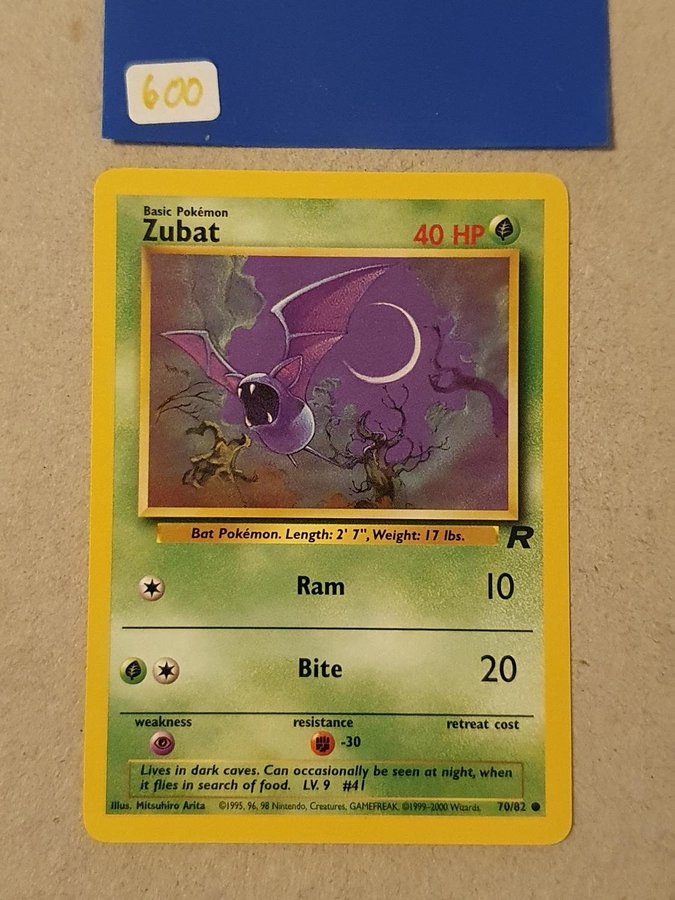 600
Basic Pokémon
Zubat 40 HP
Bat Pokémon. Length: 2' 7", Weight: 17 lbs.
R
Ram 10
Bite 20
weakness resistance retreat cost
-30
Lives in dark caves. Can occasionally be seen at night, when
it flies in search of food. LV. 9 #41
Illus. Mitsuhiro Arita ©1995, 96, 98 Nintendo, Creatures, GAMEFREAK. ©1999-2000 Wizards. 70/82